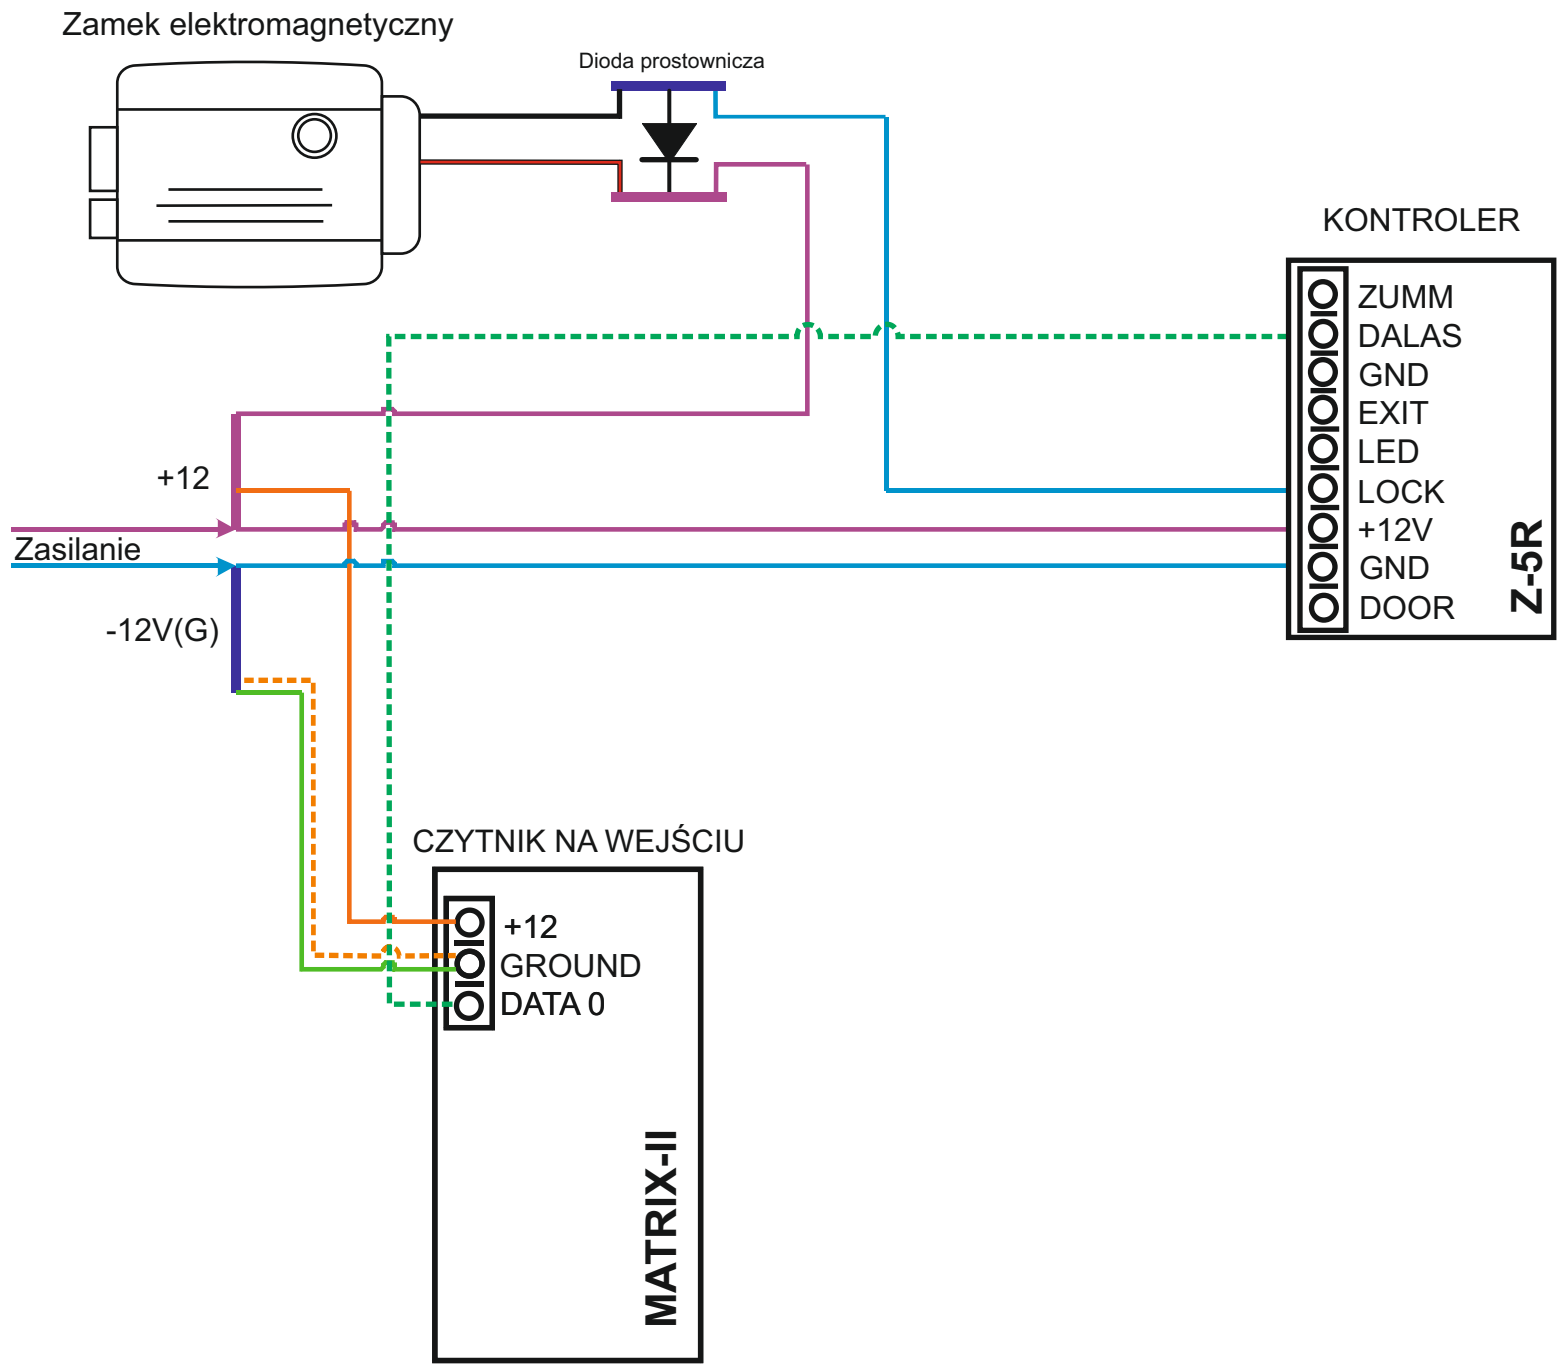 Zamek elektromagnetyczny
Dioda prostownicza
KONTROLER
ZUMM
DALAS
GND
EXIT
LED
LOCK
+12V
GND
DOOR
Z-5R
+12
Zasilanie
-12V(G)
CZYTNIK NA WEJŚCIU
+12
GROUND
DATA 0
MATRIX-II